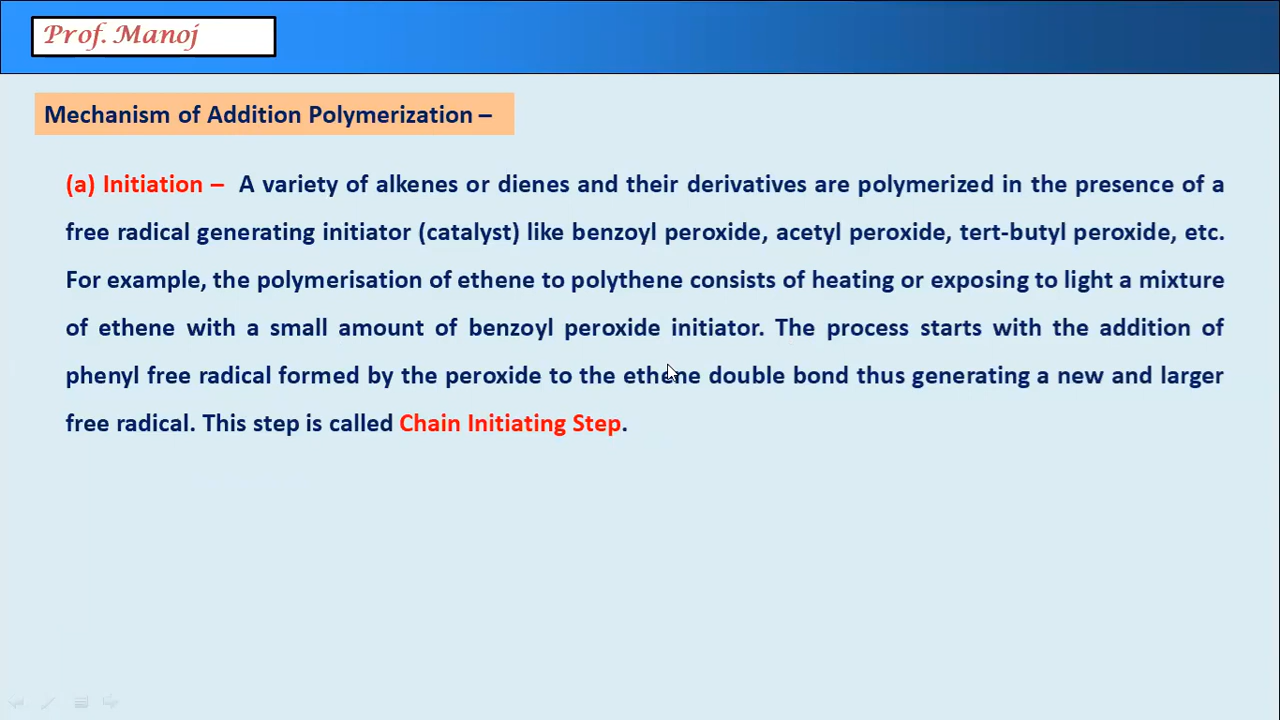 Prof. Manoj
Mechanism of Addition Polymerization –
(a) Initiation – A variety of alkenes or dienes and their derivatives are polymerized in the presence of a
free radical generating initiator (catalyst) like benzoyl peroxide, acetyl peroxide, tert-butyl peroxide, etc.
For example, the polymerisation of ethene to polythene consists of heating or exposing to light a mixture
of ethene with a small amount of benzoyl peroxide initiator. The process starts with the addition of
phenyl free radical formed by the peroxide to the ethene double bond thus generating a new and larger
free radical. This step is called Chain Initiating Step.